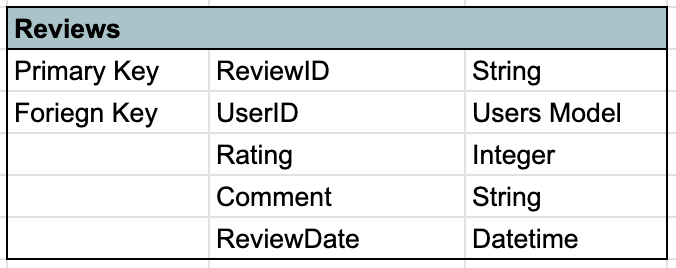 Reviews
Primary Key ReviewID String
Foriegn Key UserID Users Model
Rating Integer
Comment String
ReviewDate Datetime